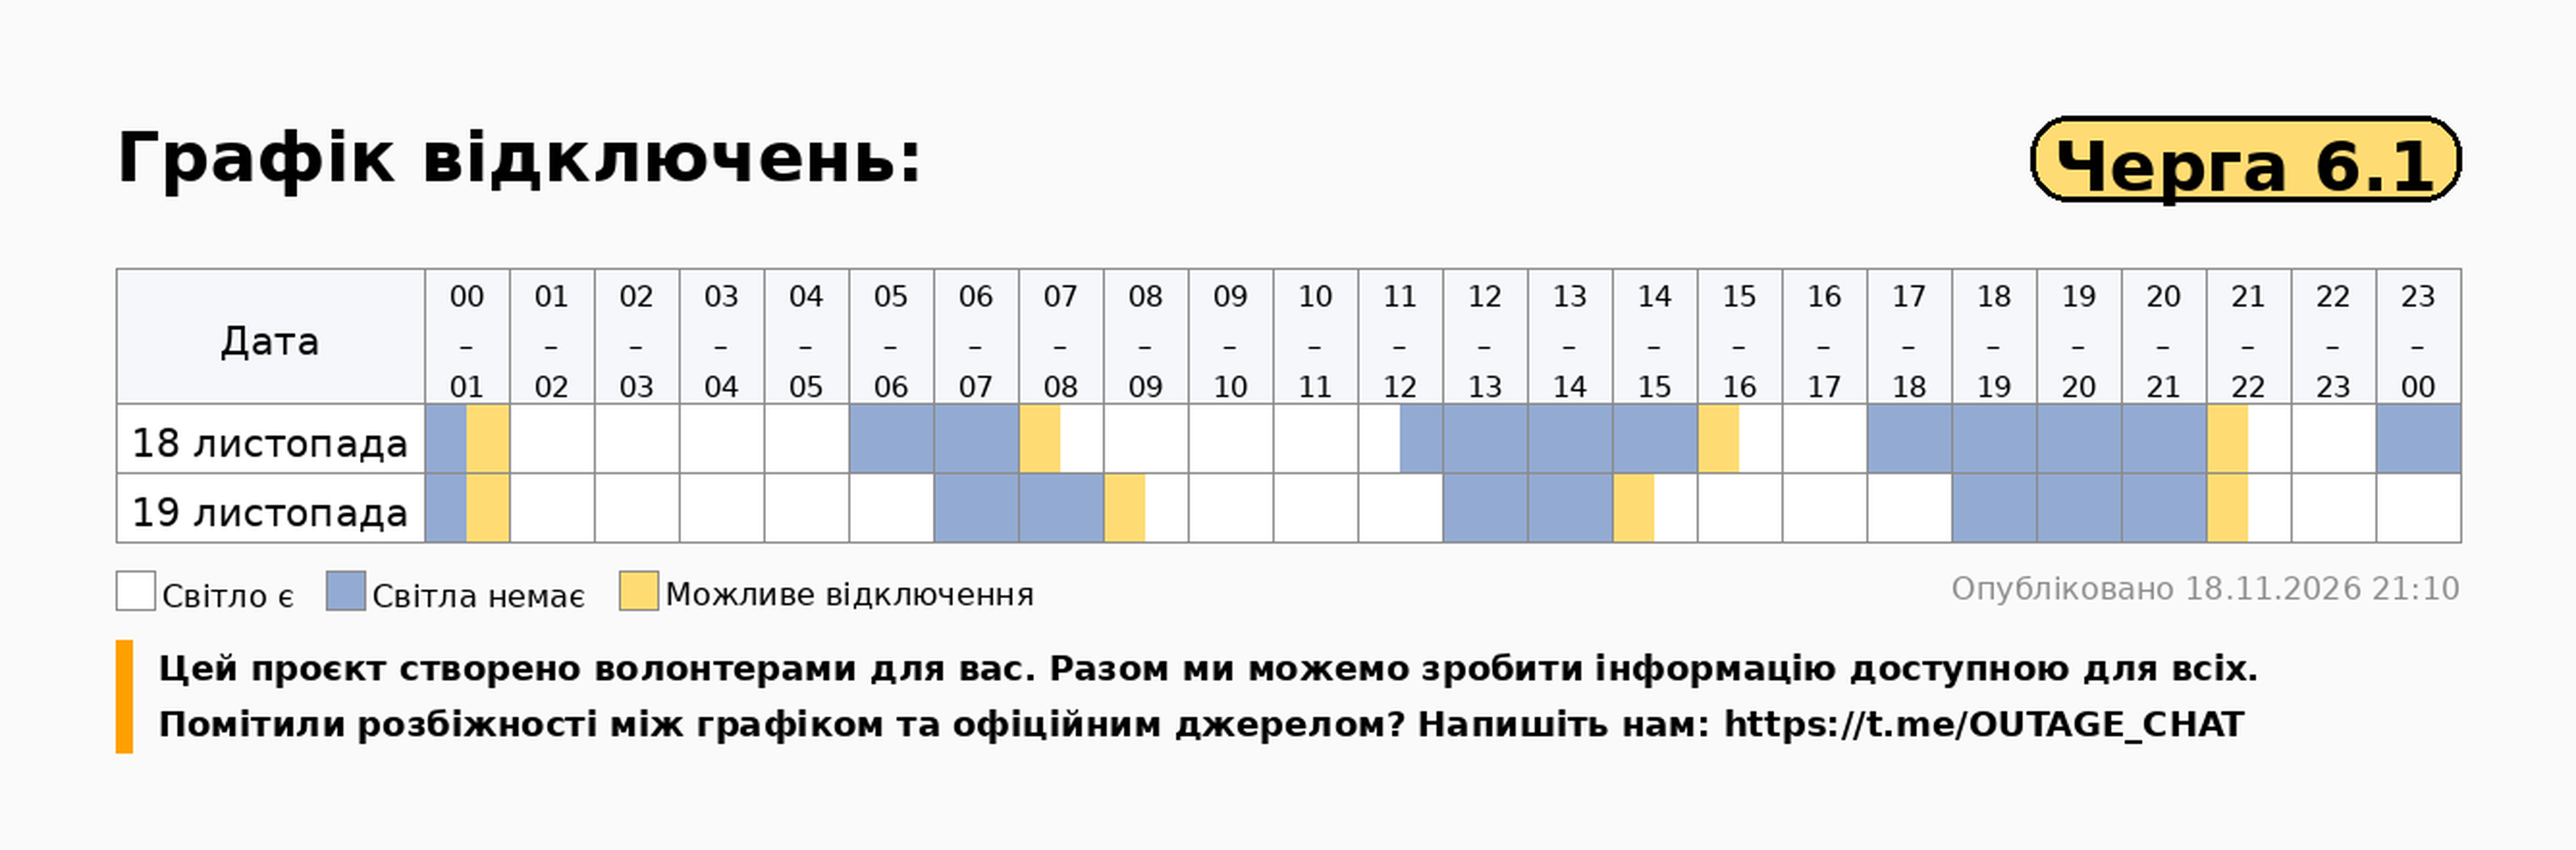 Графік відключень:
Черга 6.1
Дата
00 – 01
01 – 02
02 – 03
03 – 04
04 – 05
05 – 06
06 – 07
07 – 08
08 – 09
09 – 10
10 – 11
11 – 12
12 – 13
13 – 14
14 – 15
15 – 16
16 – 17
17 – 18
18 – 19
19 – 20
20 – 21
21 – 22
22 – 23
23 – 00
18 листопада
19 листопада
Світло є
Світла немає
Можливе відключення
Опубліковано 18.11.2026 21:10
Цей проєкт створено волонтерами для вас. Разом ми можемо зробити інформацію доступною для всіх.
Помітили розбіжності між графіком та офіційним джерелом? Напишіть нам: https://t.me/OUTAGE_CHAT